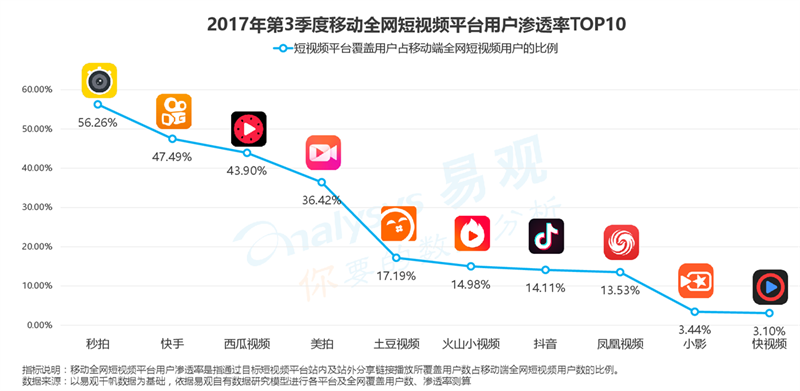 2017年第3季度移动全网短视频平台用户渗透率TOP10
短视频平台覆盖用户占移动端全网短视频用户的比例
60.00%
50.00%
40.00%
30.00%
20.00%
10.00%
0.00%
56.26%
47.49%
43.90%
36.42%
17.19%
14.98%
14.11%
13.53%
3.44%
3.10%
秒拍
快手
西瓜视频
美拍
土豆视频
火山小视频
抖音
凤凰视频
小影
快视频
nalysys 易观
你要的数据分析
指标说明：移动全网短视频平台用户渗透率是指通过目标短视频平台站内及站外分享链接播放所覆盖用户数占移动端全网短视频用户数的比例。
数据来源：以易观千帆数据为基础，依据易观自有数据研究模型进行各平台及全网覆盖用户数、渗透率测算